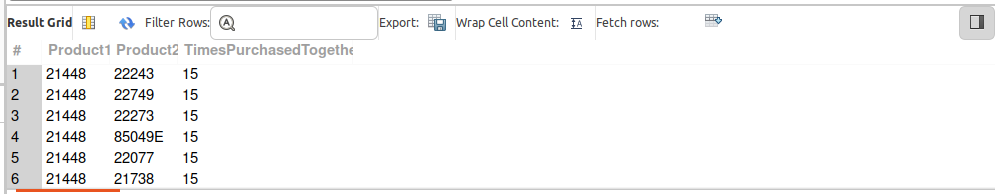 Result Grid Filter Rows: Export: Wrap Cell Content: Fetch rows:
# Product1 Product2 TimesPurchasedTogethe
1 21448 22243 15
2 21448 22749 15
3 21448 22273 15
4 21448 85049E 15
5 21448 22077 15
6 21448 21738 15